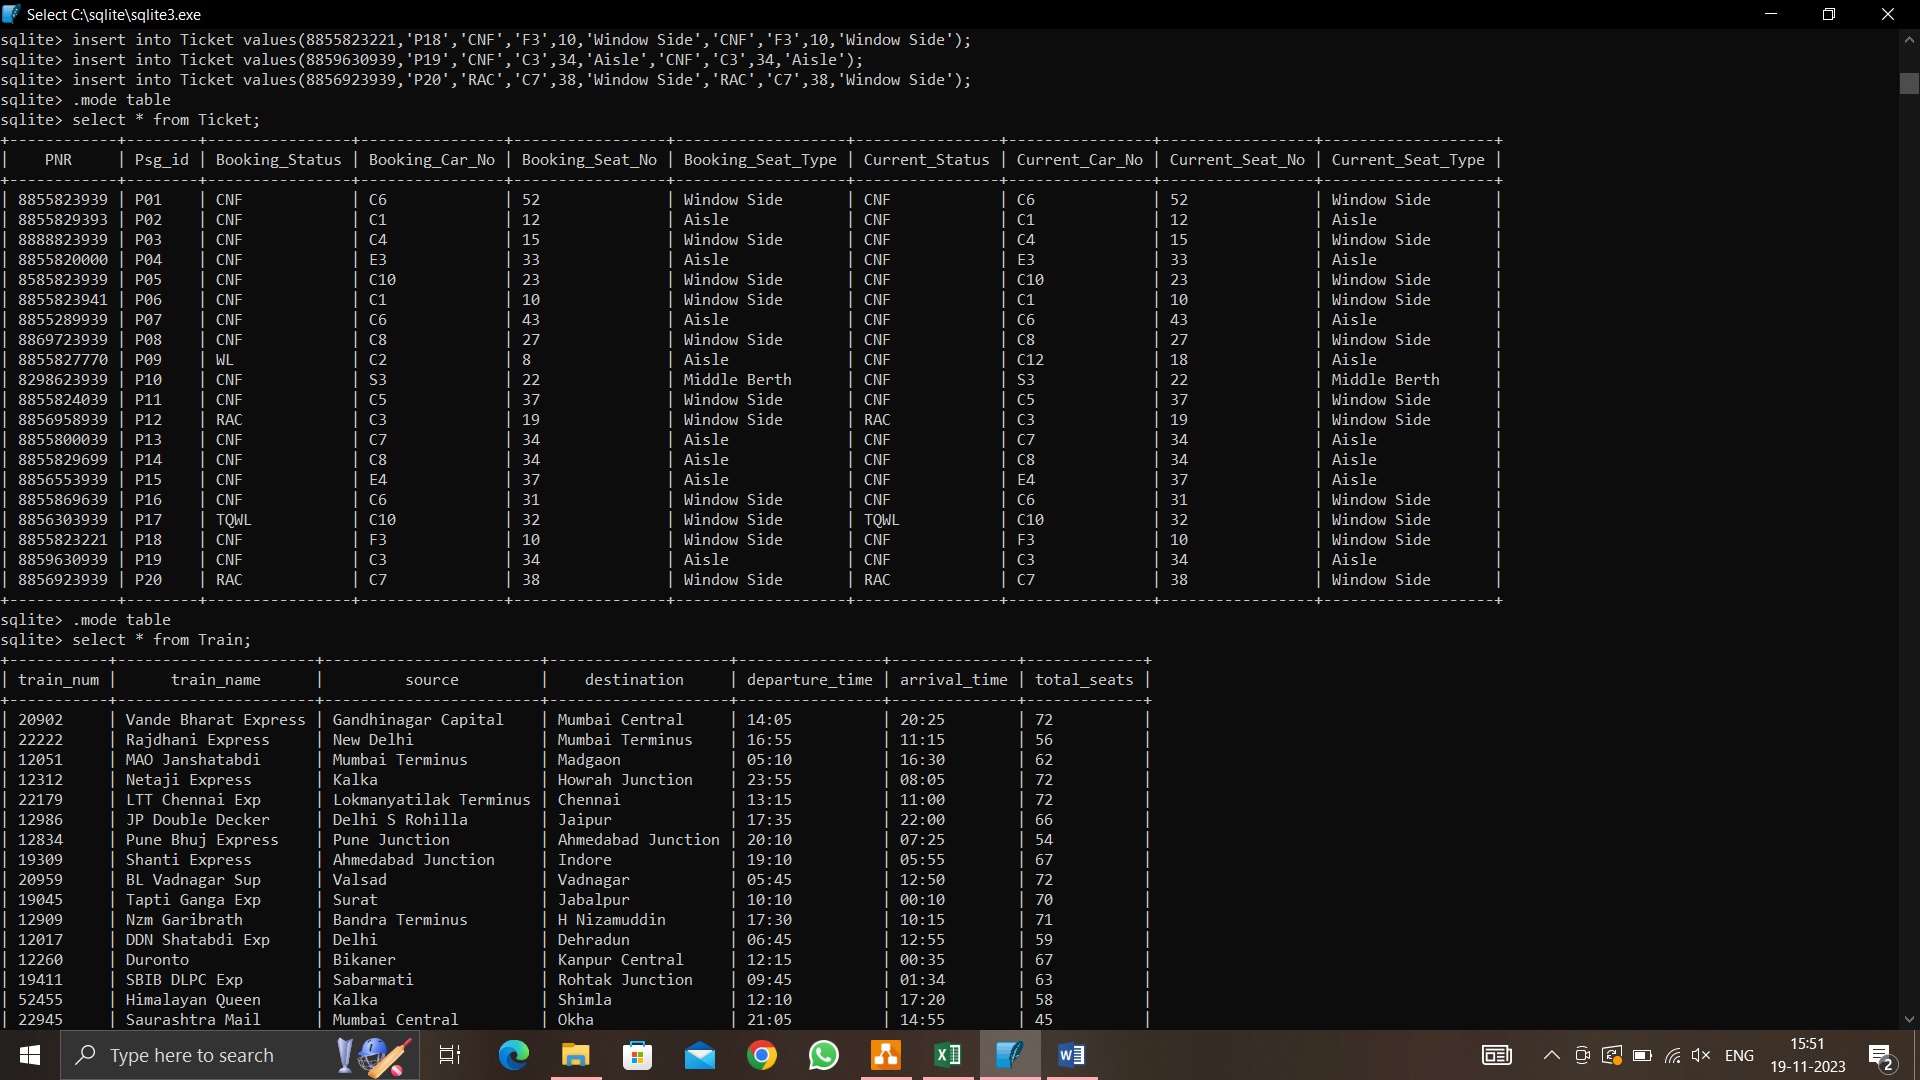 Select C:\sqlite\sqlite3.exe
sqlite> insert into Ticket values(8855823221,'P18','CNF','F3',10,'Window Side','CNF','F3',10,'Window Side');
sqlite> insert into Ticket values(8859630939,'P19','CNF','C3',34,'Aisle','CNF','C3',34,'Aisle');
sqlite> insert into Ticket values(8856923939,'P20','RAC','C7',38,'Window Side','RAC','C7',38,'Window Side');
sqlite> .mode table
sqlite> select * from Ticket;
| PNR | Psg_id | Booking_Status | Booking_Car_No | Booking_Seat_No | Booking_Seat_Type | Current_Status | Current_Car_No | Current_Seat_No | Current_Seat_Type |
| 8855823939 | P01 | CNF | C6 | 52 | Window Side | CNF | C6 | 52 | Window Side |
| 8855829393 | P02 | CNF | C1 | 12 | Aisle | CNF | C1 | 12 | Aisle |
| 8888823939 | P03 | CNF | C4 | 15 | Window Side | CNF | C4 | 15 | Window Side |
| 8855820000 | P04 | CNF | E3 | 33 | Aisle | CNF | E3 | 33 | Aisle |
| 8585823939 | P05 | CNF | C10 | 23 | Window Side | CNF | C10 | 23 | Window Side |
| 8855823941 | P06 | CNF | C1 | 10 | Window Side | CNF | C1 | 10 | Window Side |
| 8855289939 | P07 | CNF | C6 | 43 | Aisle | CNF | C6 | 43 | Aisle |
| 8869723939 | P08 | CNF | C8 | 27 | Window Side | CNF | C8 | 27 | Window Side |
| 8855827770 | P09 | WL | C2 | 8 | Aisle | CNF | C12 | 18 | Aisle |
| 8298623939 | P10 | CNF | S3 | 22 | Middle Berth | CNF | S3 | 22 | Middle Berth |
| 8855824039 | P11 | CNF | C5 | 37 | Window Side | CNF | C5 | 37 | Window Side |
| 8856958939 | P12 | RAC | C3 | 19 | Window Side | RAC | C3 | 19 | Window Side |
| 8855800039 | P13 | CNF | C7 | 34 | Aisle | CNF | C7 | 34 | Aisle |
| 8855829699 | P14 | CNF | C8 | 34 | Aisle | CNF | C8 | 34 | Aisle |
| 8856553939 | P15 | CNF | E4 | 37 | Aisle | CNF | E4 | 37 | Aisle |
| 8855869639 | P16 | CNF | C6 | 31 | Window Side | CNF | C6 | 31 | Window Side |
| 8856303939 | P17 | TQWL | C10 | 32 | Window Side | TQWL | C10 | 32 | Window Side |
| 8855823221 | P18 | CNF | F3 | 10 | Window Side | CNF | F3 | 10 | Window Side |
| 8859630939 | P19 | CNF | C3 | 34 | Aisle | CNF | C3 | 34 | Aisle |
| 8856923939 | P20 | RAC | C7 | 38 | Window Side | RAC | C7 | 38 | Window Side |
sqlite> .mode table
sqlite> select * from Train;
| train_num | train_name | source | destination | departure_time | arrival_time | total_seats |
| 20902 | Vande Bharat Express | Gandhinagar Capital | Mumbai Central | 14:05 | 20:25 | 72 |
| 22222 | Rajdhani Express | New Delhi | Mumbai Terminus | 16:55 | 11:15 | 56 |
| 12051 | MAO Janshatabdi | Mumbai Terminus | Madgaon | 05:10 | 16:30 | 62 |
| 12312 | Netaji Express | Kalka | Howrah Junction | 23:55 | 08:05 | 72 |
| 22179 | LTT Chennai Exp | Lokmanyatilak Terminus | Chennai | 13:15 | 11:00 | 72 |
| 12986 | JP Double Decker | Delhi S Rohilla | Jaipur | 17:35 | 22:00 | 66 |
| 12834 | Pune Bhuj Express | Pune Junction | Ahmedabad Junction | 20:10 | 07:25 | 54 |
| 19309 | Shanti Express | Ahmedabad Junction | Indore | 19:10 | 05:55 | 67 |
| 20959 | BL Vadnagar Sup | Valsad | Vadnagar | 05:45 | 12:50 | 72 |
| 19045 | Tapti Ganga Exp | Surat | Jabalpur | 10:10 | 00:10 | 70 |
| 12909 | Nzm Garibrath | Bandra Terminus | H Nizamuddin | 17:30 | 10:15 | 71 |
| 12017 | DDN Shatabdi Exp | Delhi | Dehradun | 06:45 | 12:55 | 59 |
| 12260 | Duronto | Bikaner | Kanpur Central | 12:15 | 00:35 | 67 |
| 19411 | SBIB DLPC Exp | Sabarmati | Rohtak Junction | 09:45 | 01:34 | 63 |
| 52455 | Himalayan Queen | Kalka | Shimla | 12:10 | 17:20 | 58 |
| 22945 | Saurashtra Mail | Mumbai Central | Okha | 21:05 | 14:55 | 45 |
Type here to search
ENG
15:51
19-11-2023
2